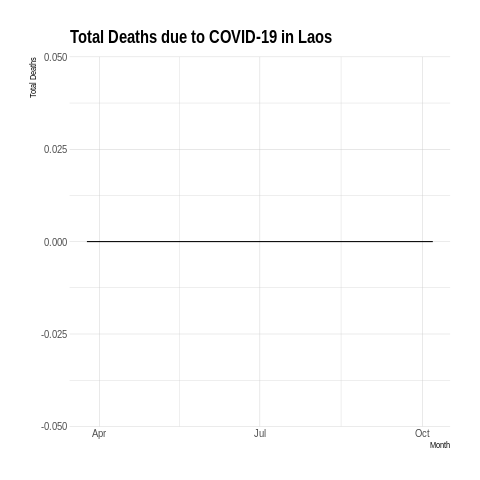 Total Deaths due to COVID-19 in Laos
Total Deaths
0.050
0.025
0.000
-0.025
-0.050
Apr Jul Oct
Month